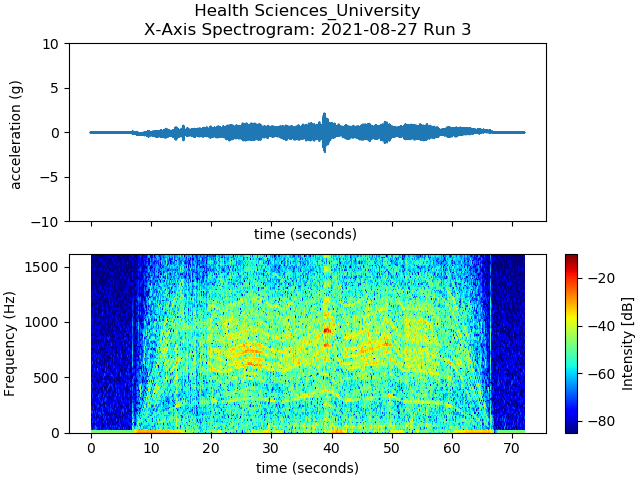 Health Sciences_University
X-Axis Spectrogram: 2021-08-27 Run 3
10
5
0
−5
−10
acceleration (g)
time (seconds)
1500
1000
500
0
Frequency (Hz)
0 10 20 30 40 50 60 70
time (seconds)
−20
−40
−60
−80
Intensity [dB]